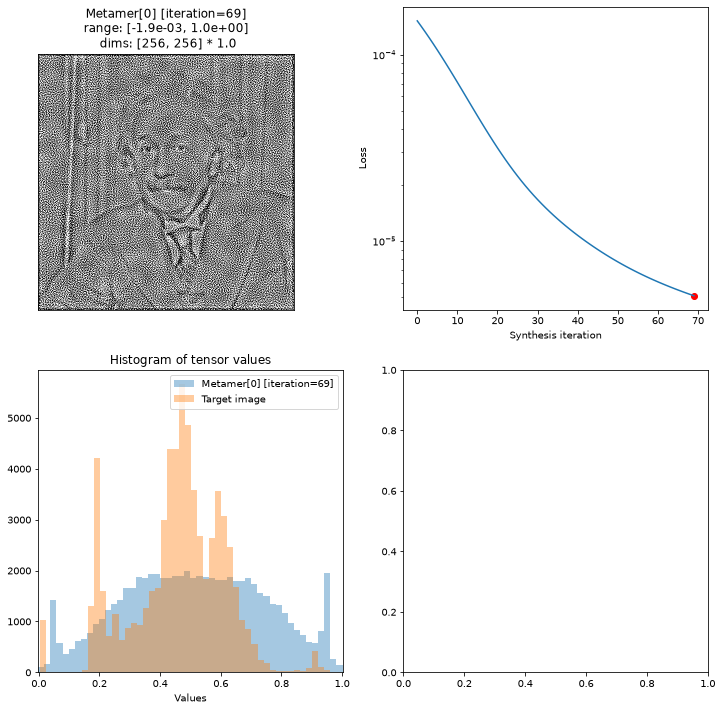 Metamer[0] [iteration=69]
range: [-1.9e-03, 1.0e+00]
dims: [256, 256] * 1.0
10⁻⁴
10⁻⁵
Loss
0 10 20 30 40 50 60 70
Synthesis iteration
Histogram of tensor values
Metamer[0] [iteration=69]
Target image
5000
4000
3000
2000
1000
0
0.0 0.2 0.4 0.6 0.8 1.0
Values
1.0
0.8
0.6
0.4
0.2
0.0
0.0 0.2 0.4 0.6 0.8 1.0